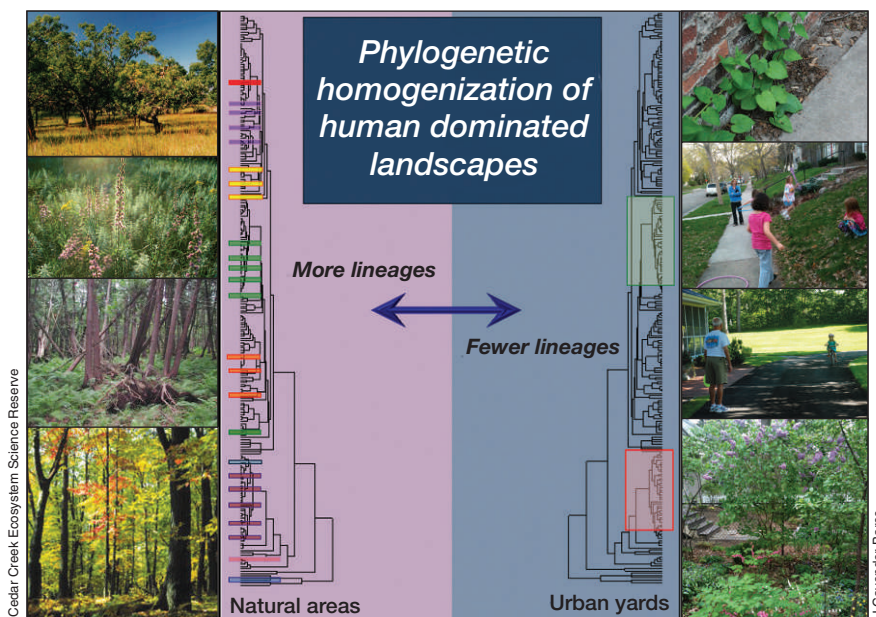 Phylogenetic
homogenization of
human dominated
landscapes
More lineages
Fewer lineages
Natural areas
Urban yards
Cedar Creek Ecosystem Science Reserve